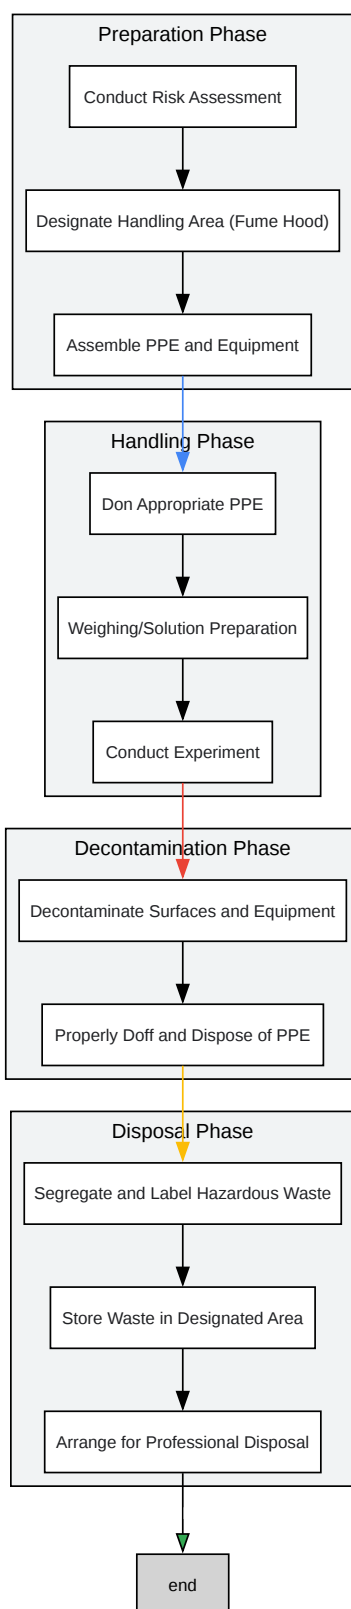 Preparation Phase
Conduct Risk Assessment
Designate Handling Area (Fume Hood)
Assemble PPE and Equipment
Handling Phase
Don Appropriate PPE
Weighing/Solution Preparation
Conduct Experiment
Decontamination Phase
Decontaminate Surfaces and Equipment
Properly Doff and Dispose of PPE
Disposal Phase
Segregate and Label Hazardous Waste
Store Waste in Designated Area
Arrange for Professional Disposal
end